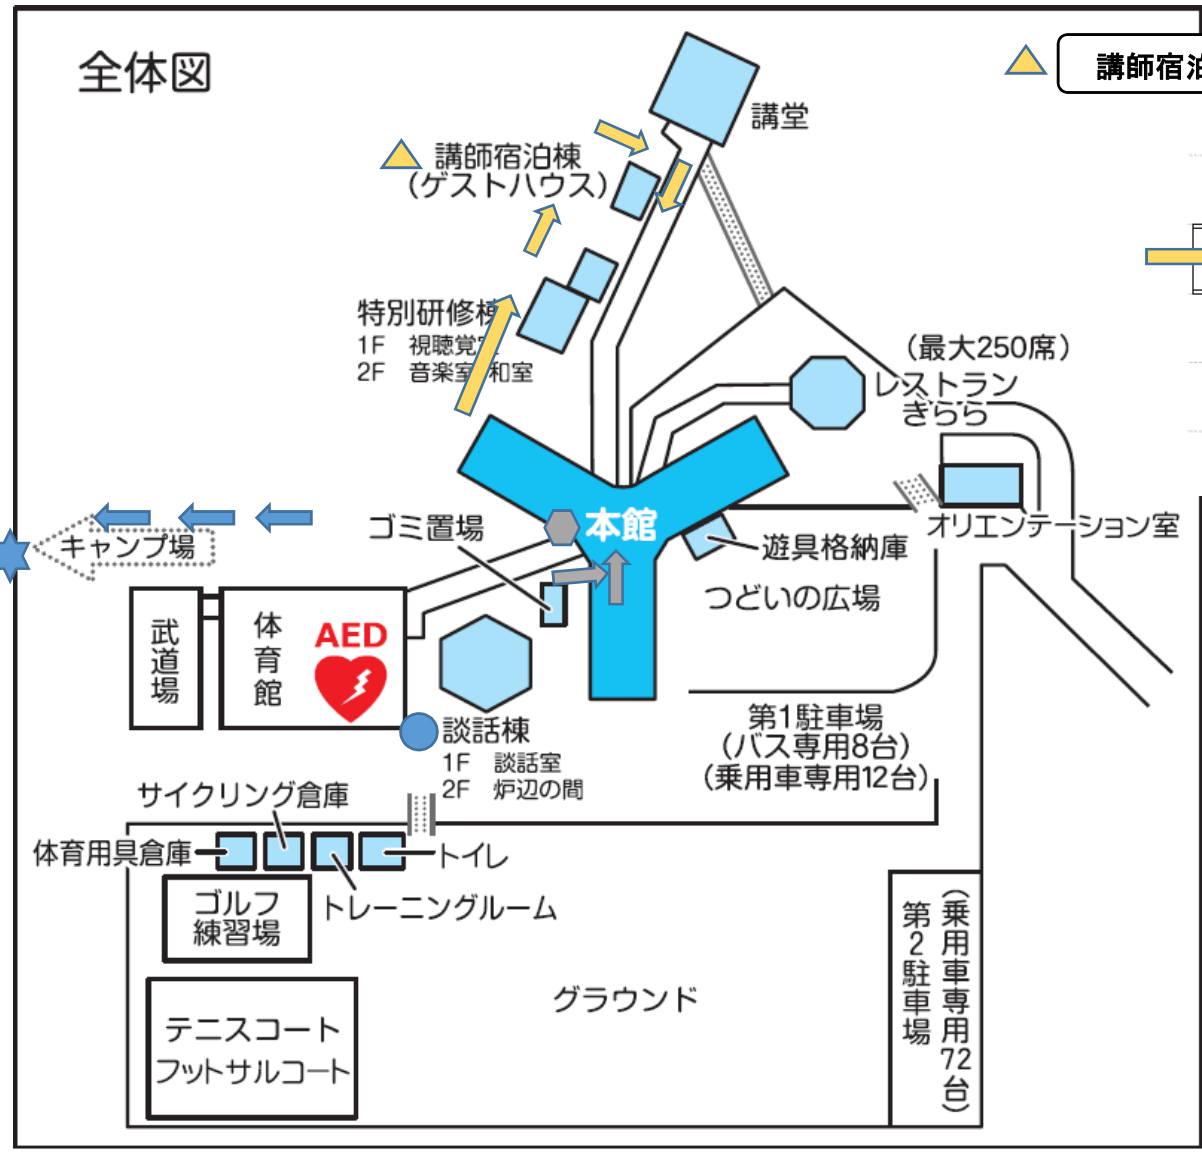 全体図
講師宿泊
講堂
講師宿泊棟
(ゲストハウス)
特別研修棟
1F 視聴覚室
2F 音楽室 和室
(最大250席)
レストラン
きらら
オリエンテーション室
キャンプ場
ゴミ置場
本館
遊具格納庫
つどいの広場
武道場
体育館
AED
談話棟
1F 談話室
2F 炉辺の間
第1駐車場
(バス専用8台)
(乗用車専用12台)
サイクリング倉庫
体育用具倉庫
トイレ
トレーニングルーム
ゴルフ
練習場
テニスコート
フットサルコート
グラウンド
第2駐車場
(乗用車専用72台)